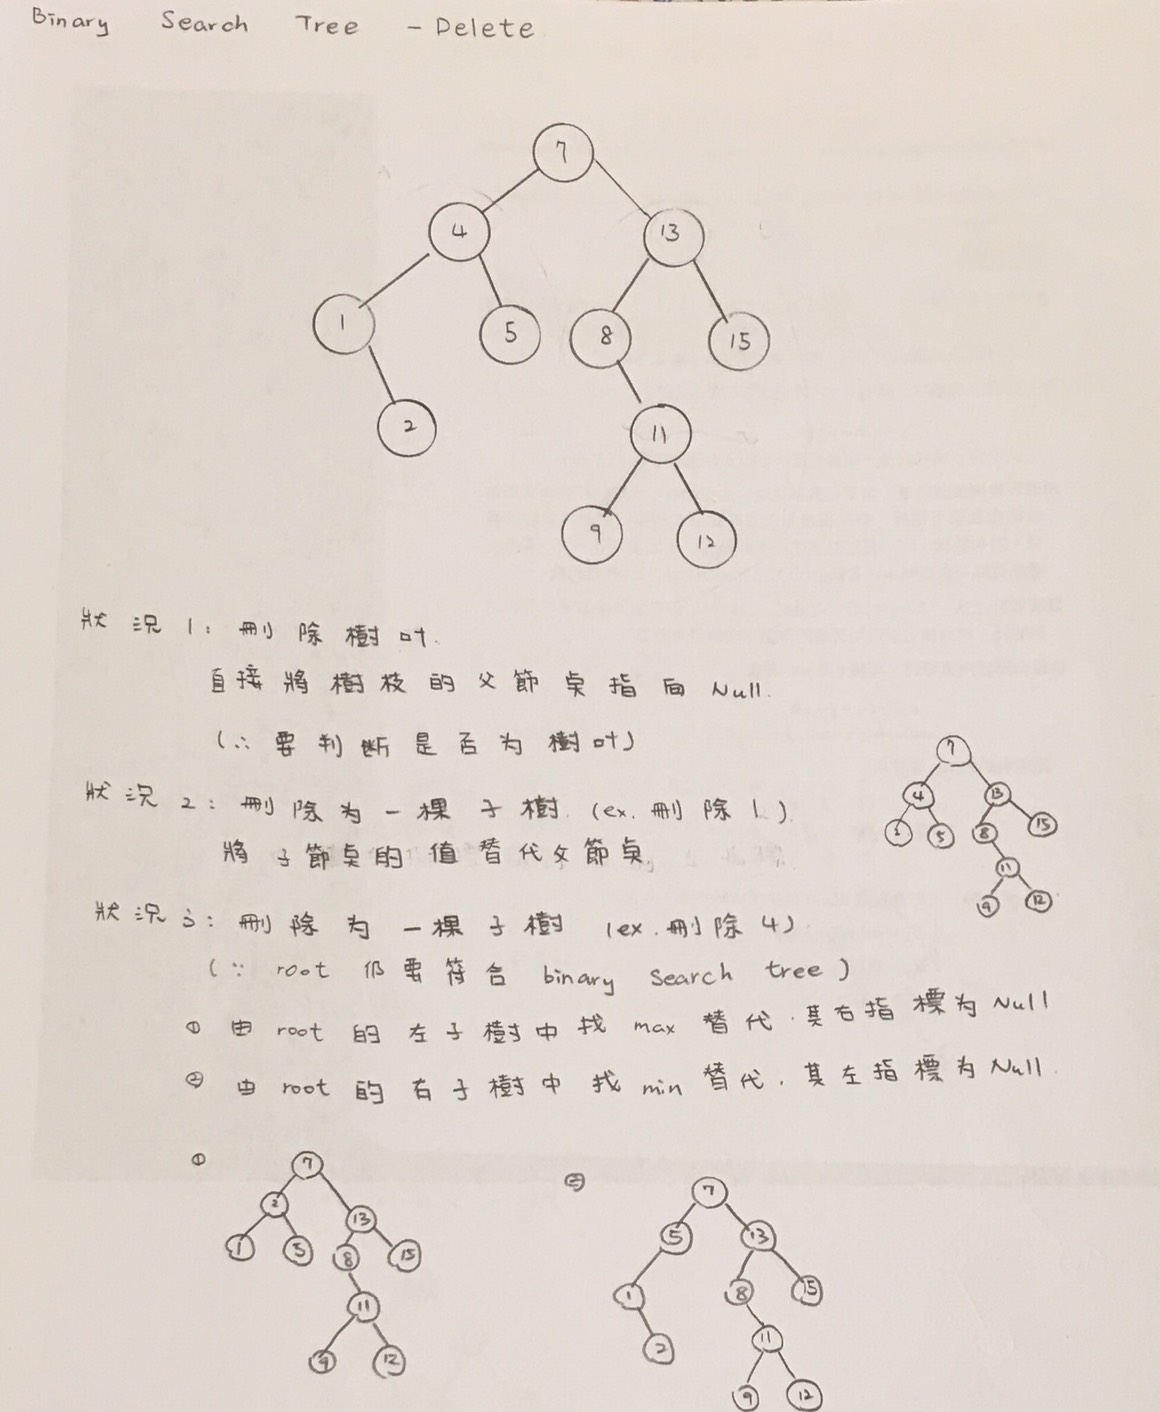 Binary Search Tree - Delete
7
4 13
1 5 8 15
2 11
9 12
狀況1: 刪除樹叶.
直接將樹枝的父節點指向 Null.
(∴ 要判斷是否为樹叶)
狀況2: 刪除为一棵子樹. (ex. 刪除1.)
將子節點的值替代父節點.
7
4 13
2 5 8 15
11
9 12
狀況3: 刪除为一棵子樹 (ex. 刪除4)
(∵ root 仍要符合 binary search tree)
① 由 root 的左子樹中找 max 替代. 其右指標为 Null
② 由 root 的右子樹中找 min 替代. 其左指標为 Null.
①
7
2 13
1 5 8 15
11
9 12
②
7
5 13
1 8 15
2 11
9 12